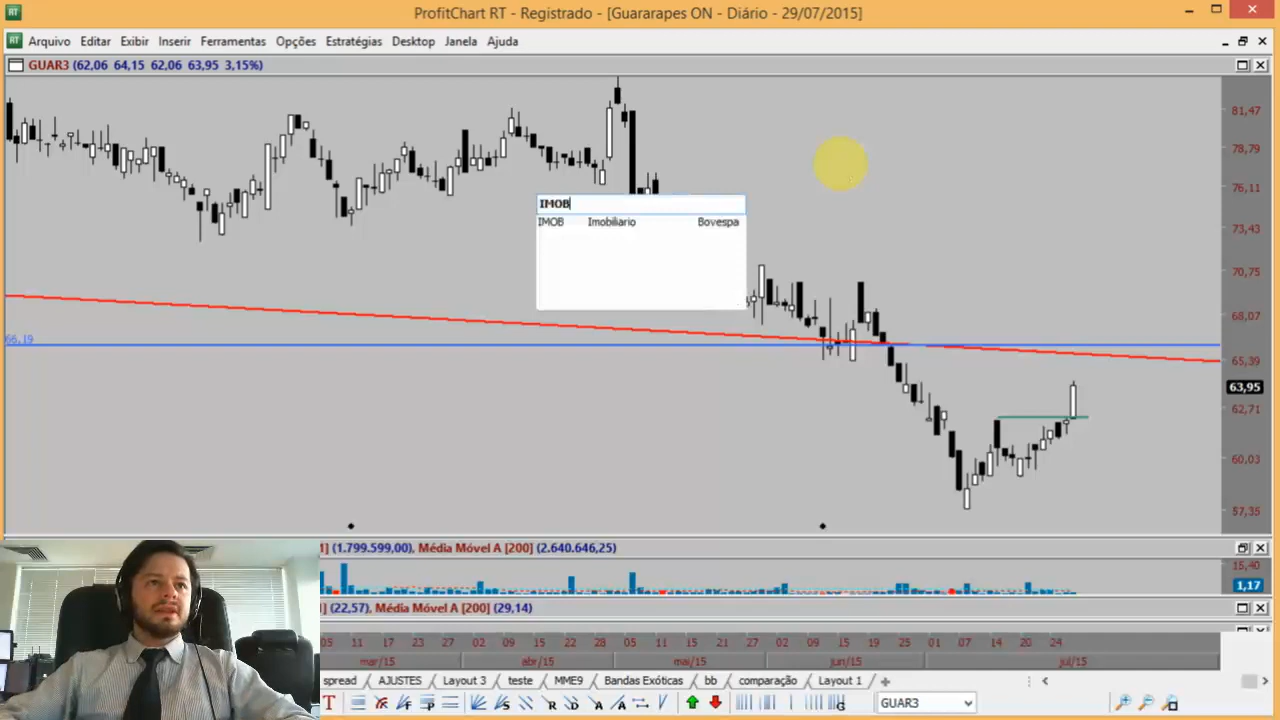 ProfitChart RT - Registrado - [Guararapes ON - Diário - 29/07/2015]
RT Arquivo Editar Exibir Inserir Ferramentas Opções Estratégias Desktop Janela Ajuda
GUAR3 (62,06 64,15 62,06 63,95 3,15%)
81,47
78,79
76,11
IMOB
IMOB Imobiliario Bovespa
73,43
70,75
68,07
66,19
65,39
63,95
62,71
60,03
57,35
(1.799.599,00), Média Móvel A [200] (2.640.646,25)
15,40
1,17
(22,57), Média Móvel A [200] (29,14)
05 11 17 23 02 09 15 22 28 05 11 15 21 27 02 09 15 19 25 01 07 14 20 24
mar/15 abr/15 mai/15 jun/15 jul/15
spread AJUSTES Layout 3 teste MME9 Bandas Exóticas bb comparação Layout 1
GUAR3